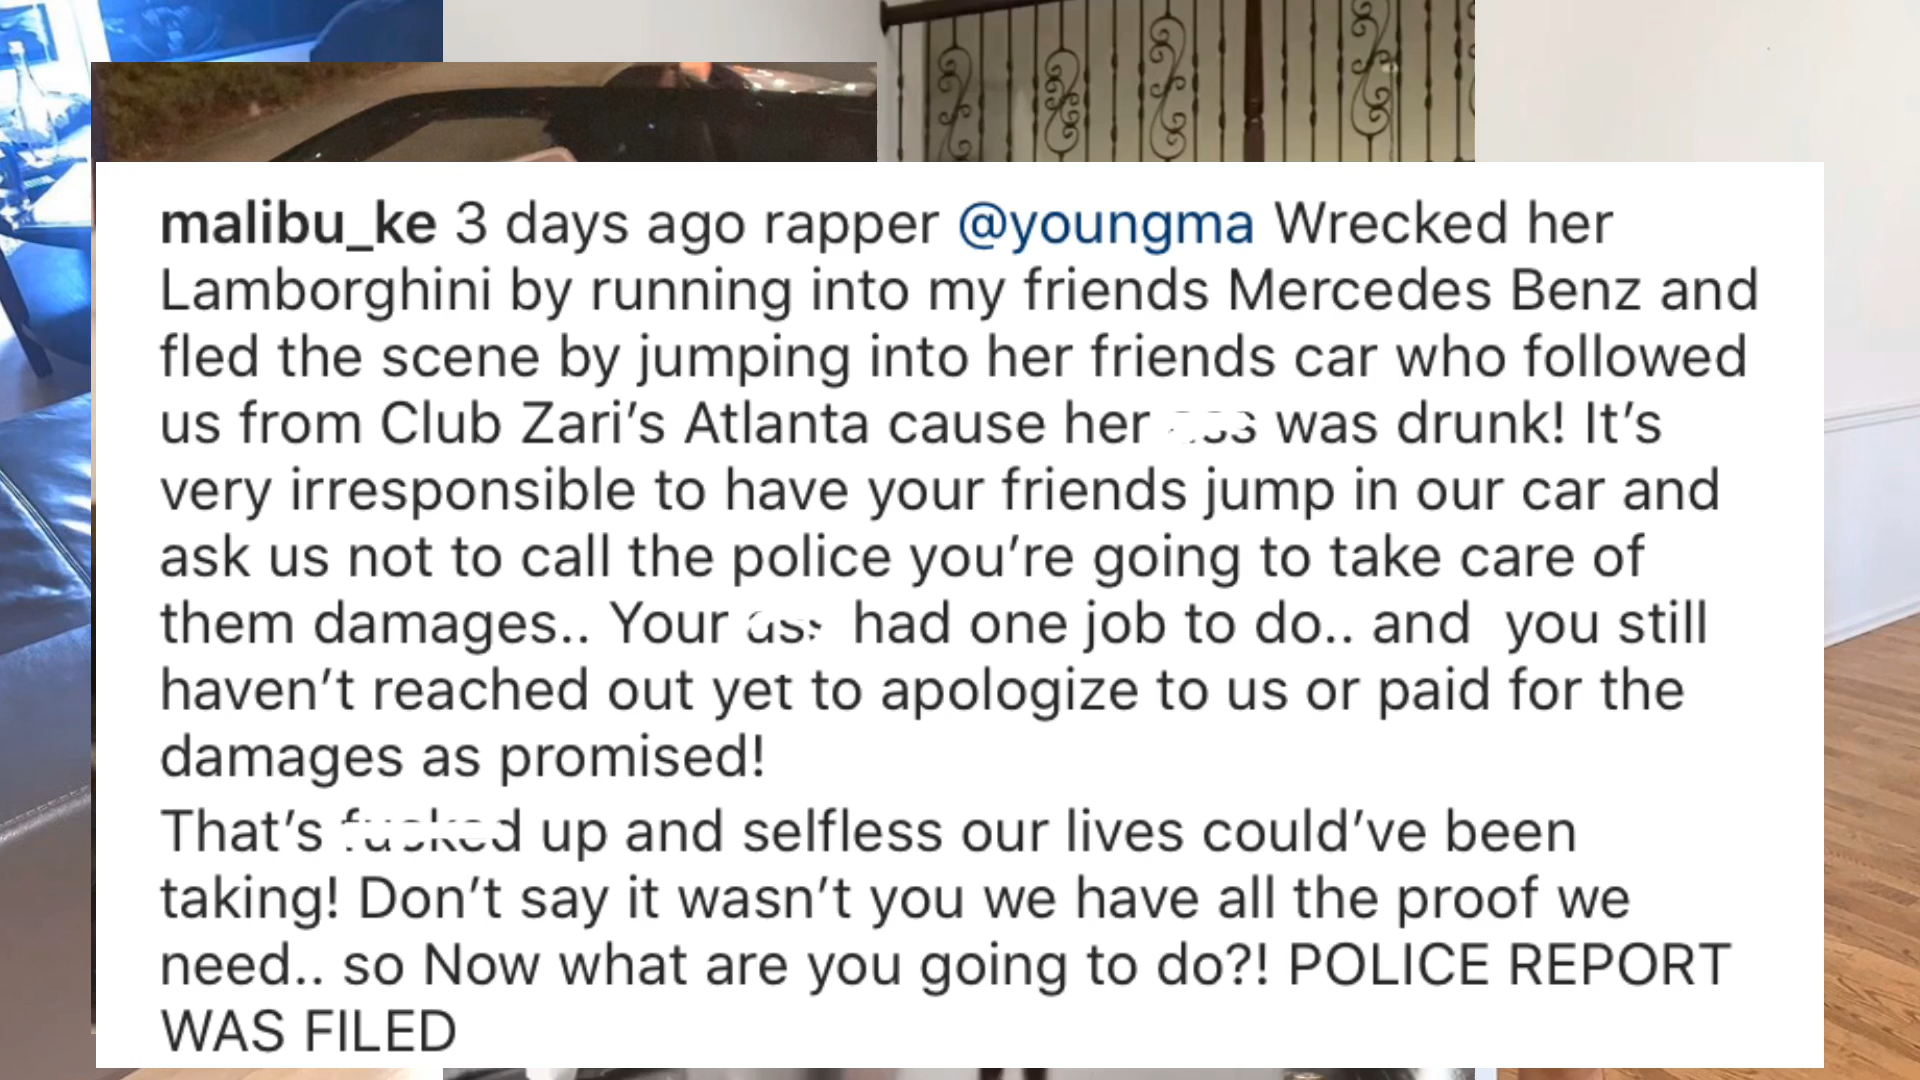 malibu_ke 3 days ago rapper @youngma Wrecked her
Lamborghini by running into my friends Mercedes Benz and
fled the scene by jumping into her friends car who followed
us from Club Zari’s Atlanta cause her was drunk! It’s
very irresponsible to have your friends jump in our car and
ask us not to call the police you’re going to take care of
them damages.. Your had one job to do.. and you still
haven’t reached out yet to apologize to us or paid for the
damages as promised!
That’s up and selfless our lives could’ve been
taking! Don’t say it wasn’t you we have all the proof we
need.. so Now what are you going to do?! POLICE REPORT
WAS FILED